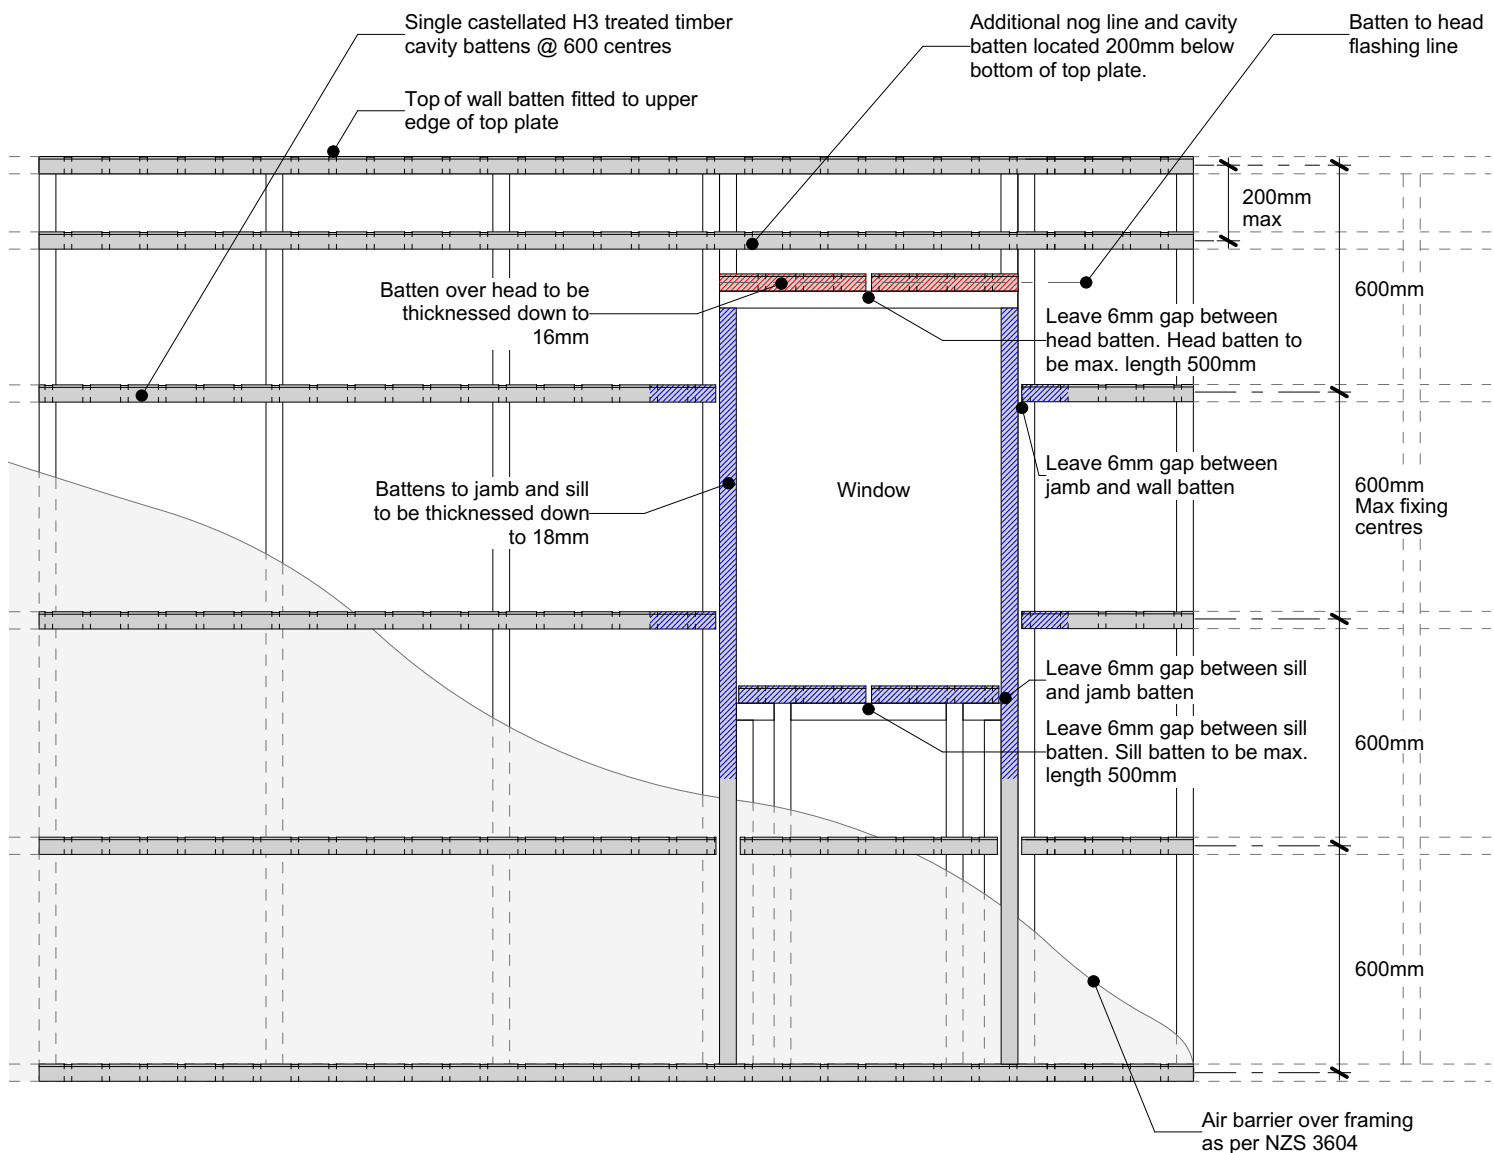 Single castellated H3 treated timber
cavity battens @ 600 centres
Additional nog line and cavity
batten located 200mm below
bottom of top plate.
Batten to head
flashing line
Top of wall batten fitted to upper
edge of top plate
200mm
max
Batten over head to be
thicknessed down to
16mm
600mm
Leave 6mm gap between
head batten. Head batten to
be max. length 500mm
Leave 6mm gap between
jamb and wall batten
Battens to jamb and sill
to be thicknessed down
to 18mm
Window
600mm
Max fixing
centres
Leave 6mm gap between sill
and jamb batten
Leave 6mm gap between sill
batten. Sill batten to be max.
length 500mm
600mm
600mm
Air barrier over framing
as per NZS 3604